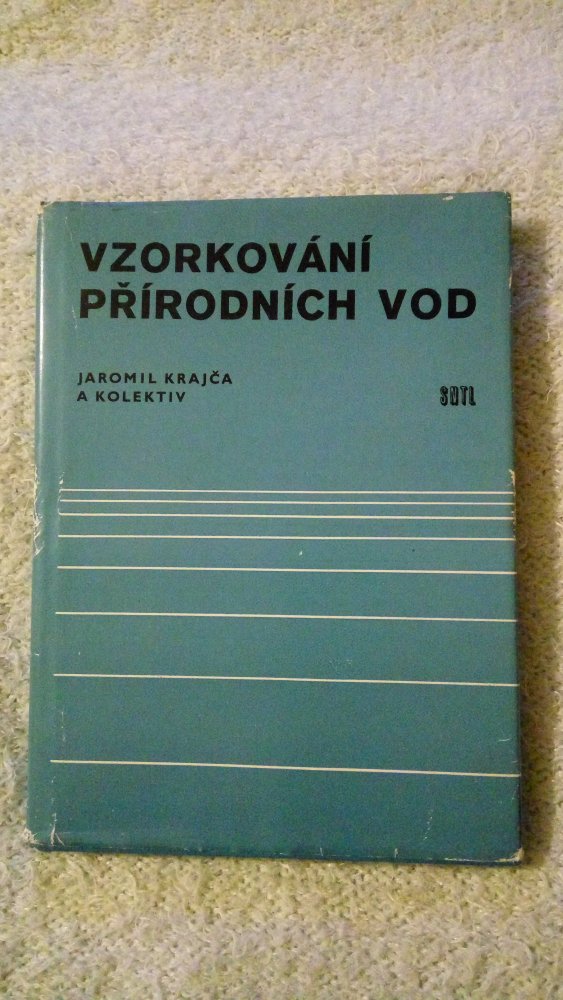 VZORKOVÁNÍ
PŘÍRODNÍCH VOD
JAROMIL KRAJČA
A KOLEKTIV
SNTL